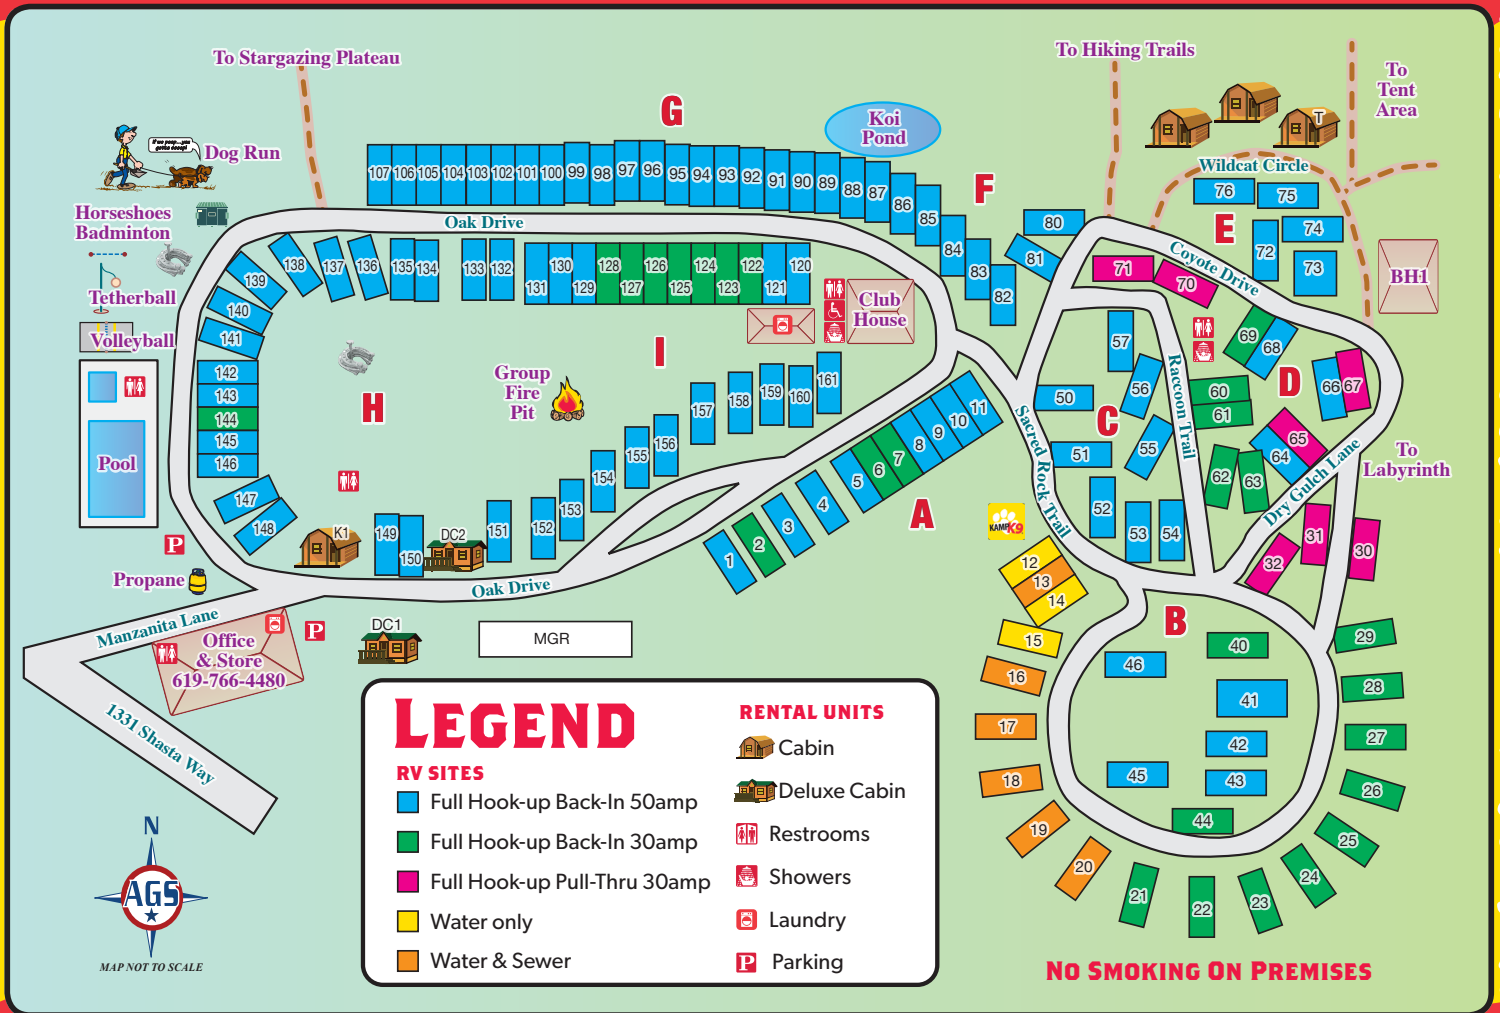 To Stargazing Plateau
To Hiking Trails
To
Tent
Area
G
Koi
Pond
T
If we poop...you
gotta scoop!
Dog Run
107 106 105 104 103 102 101 100 99 98 97 96 95 94 93 92 91 90 89 88 87 86 85 84 83 82
F
Wildcat Circle
76 75
E
80
81
74
72
73
Horseshoes
Badminton
Oak Drive
Coyote Drive
71
70
BH1
139 138 137 136 135 134 133 132
130 128 126 124 122 120
131 129 127 125 123 121
Tetherball
Volleyball
140
141
142
143
144
145
146
147
148
Club
House
I
H
Group
Fire
Pit
161
160
159
158
157
156
155
154
153
152
151
57
69
68
D
66 67
50
56
C
Raccoon Trail
60
61
55
51
Sacred Rock Trail
65
64
62
63
Dry Gulch Lane
To
Labyrinth
52
53
54
11
10
9
8
7
6
5
4
3
2
1
A
KAMP
K9
Pool
P
K1
149
150
DC2
Propane
Oak Drive
Manzanita Lane
Office
& Store
619-766-4480
P
DC1
MGR
1331 Shasta Way
12
13
14
15
16
17
18
19
20
21
22
23
24
25
26
27
28
29
30
31
32
B
40
46
41
42
45
43
44
LEGEND
RV SITES
Full Hook-up Back-In 50amp
Full Hook-up Back-In 30amp
Full Hook-up Pull-Thru 30amp
Water only
Water & Sewer
RENTAL UNITS
Cabin
Deluxe Cabin
Restrooms
Showers
Laundry
P Parking
N
AGS
MAP NOT TO SCALE
NO SMOKING ON PREMISES